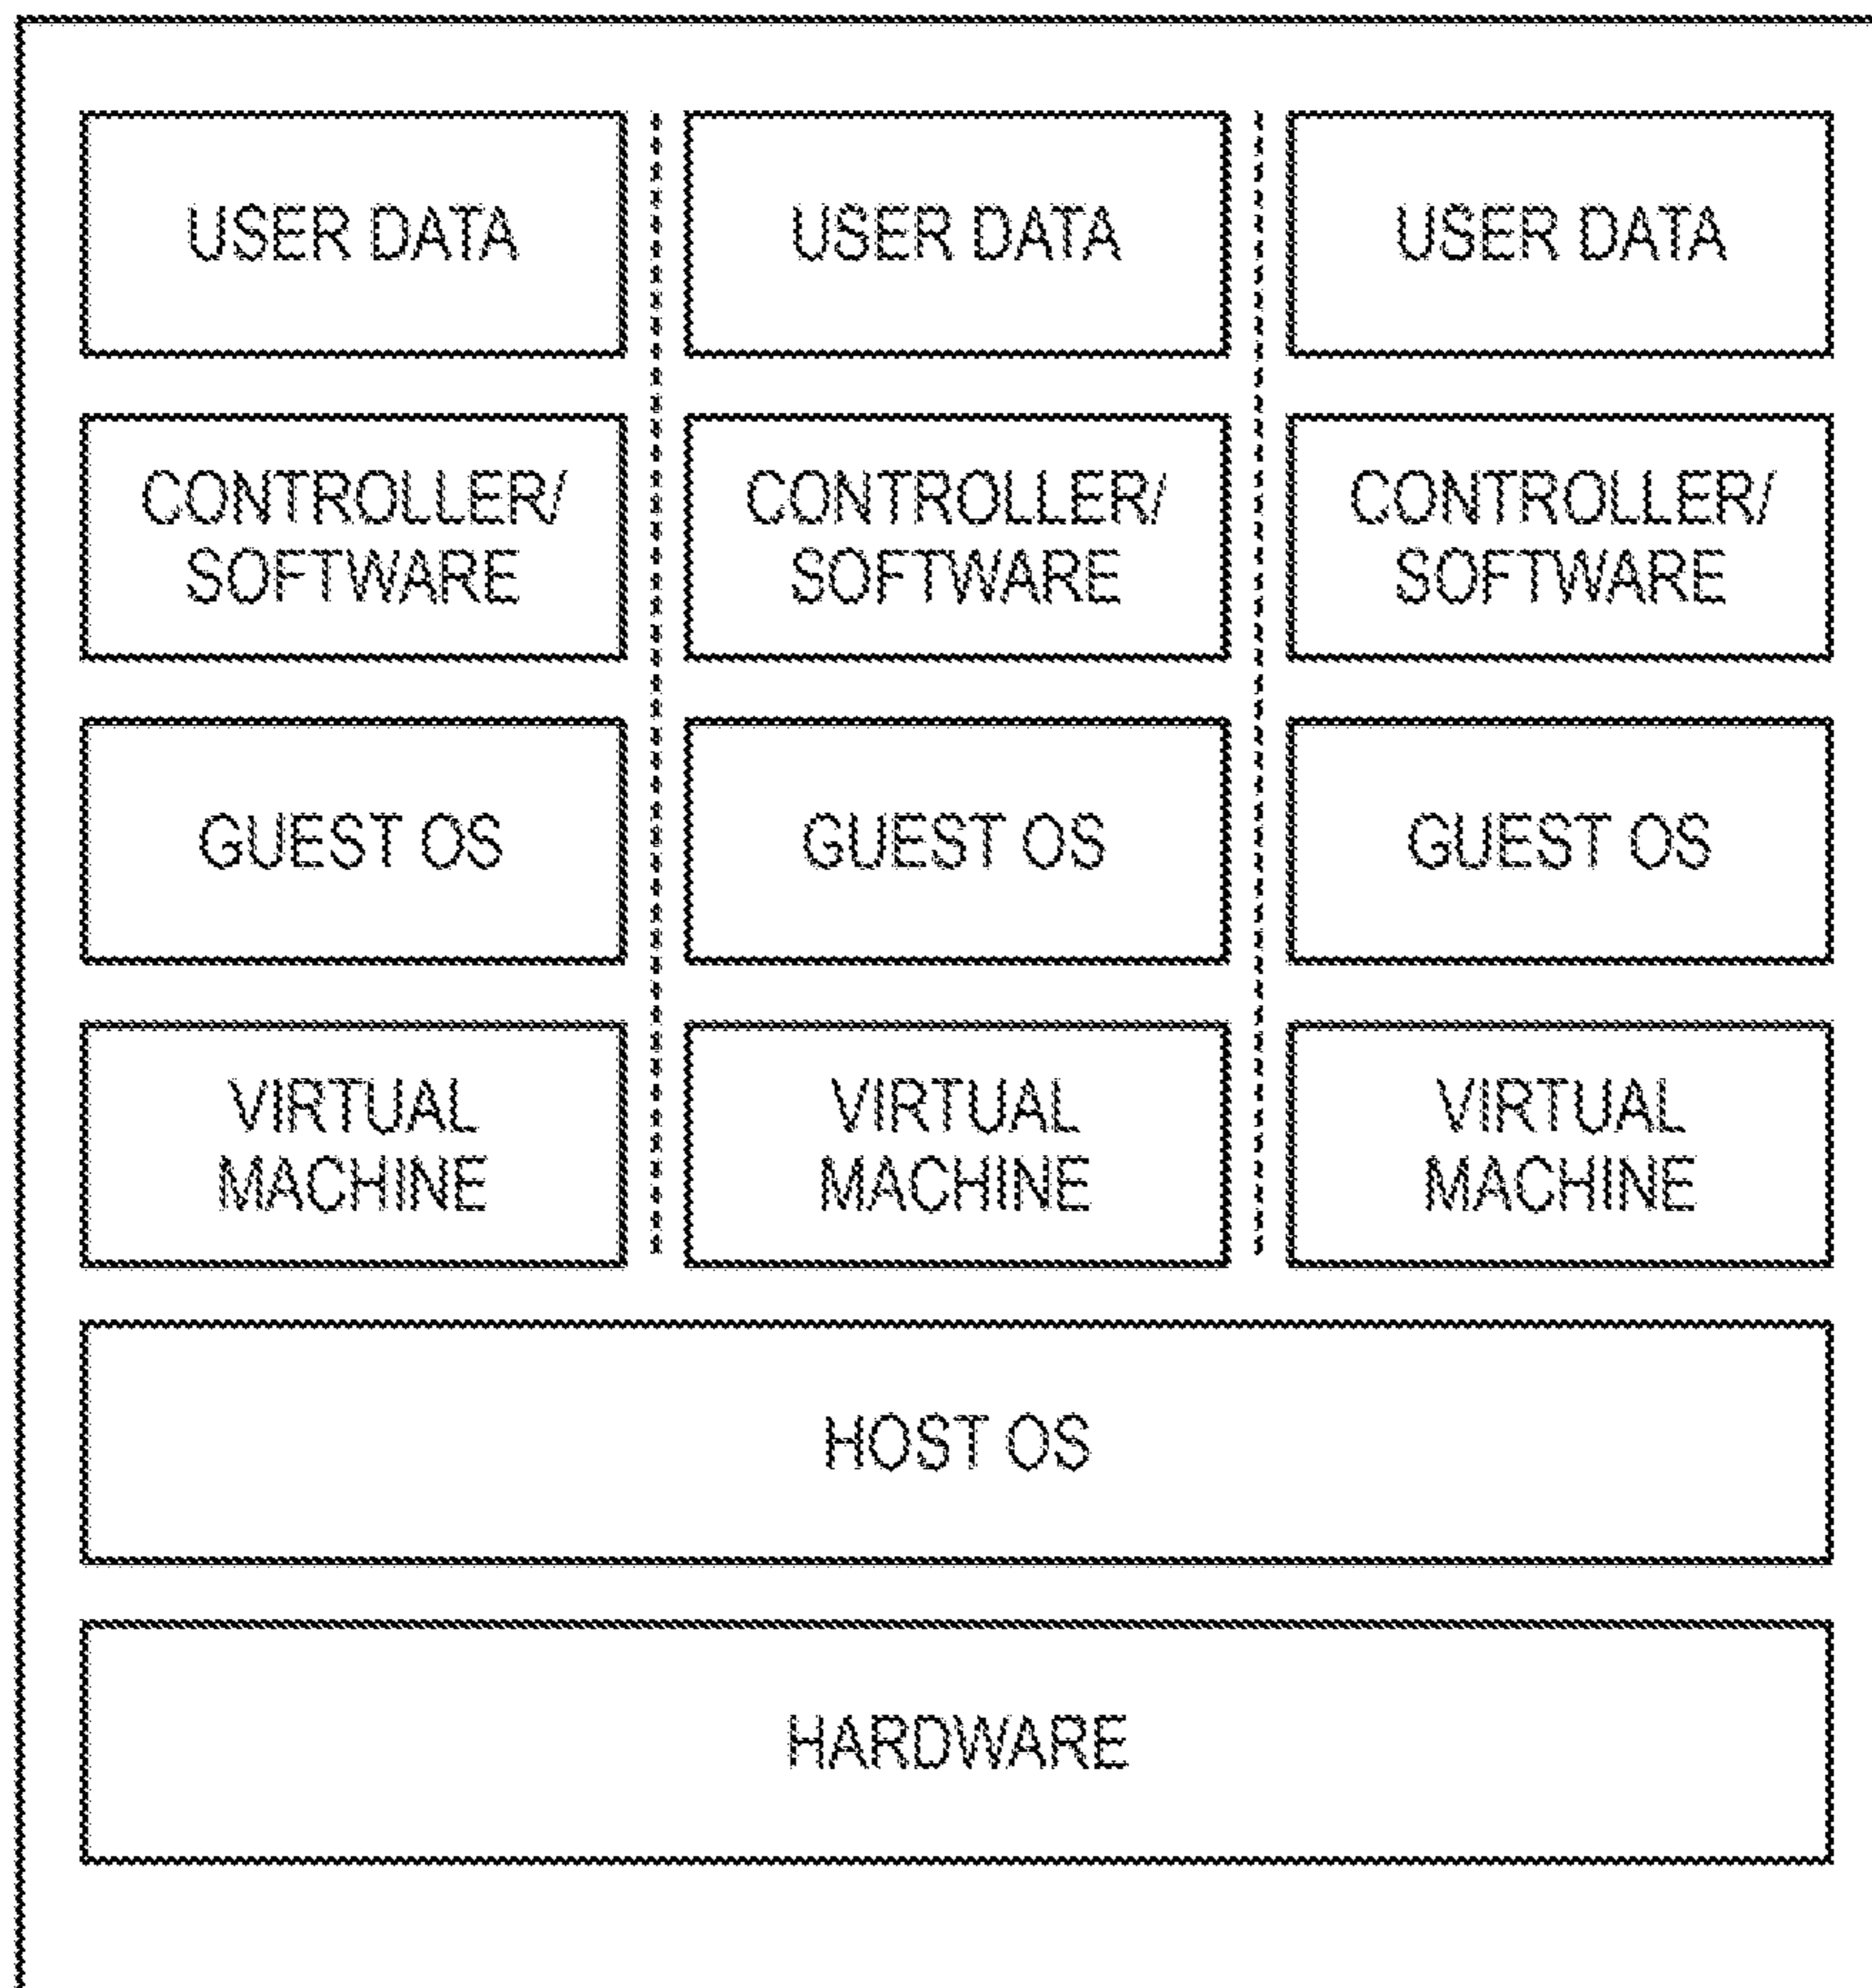 USER DATA
USER DATA
USER DATA
CONTROLLER/
SOFTWARE
CONTROLLER/
SOFTWARE
CONTROLLER/
SOFTWARE
GUEST OS
GUEST OS
GUEST OS
VIRTUAL
MACHINE
VIRTUAL
MACHINE
VIRTUAL
MACHINE
HOST OS
HARDWARE